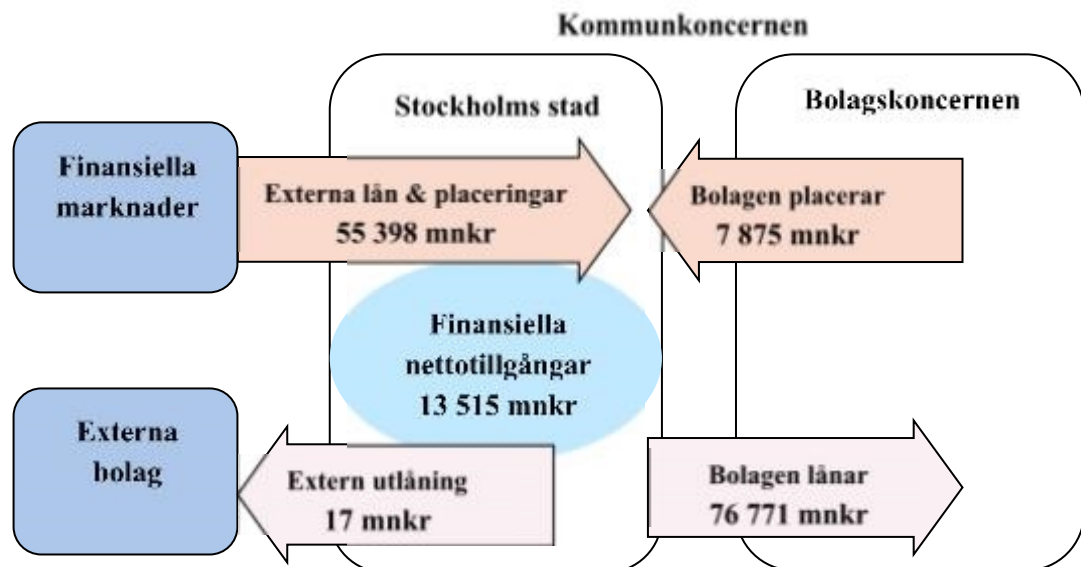 Kommunkoncernen
Stockholms stad
Bolagskoncernen
Finansiella
marknader
Externa lån & placeringar
55 398 mnkr
Bolagen placerar
7 875 mnkr
Finansiella
nettotillgångar
13 515 mnkr
Externa
bolag
Extern utlåning
17 mnkr
Bolagen lånar
76 771 mnkr